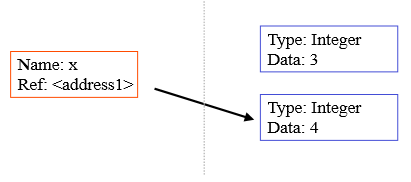 Name: x
Ref: <address1>
Type: Integer
Data: 3
Type: Integer
Data: 4